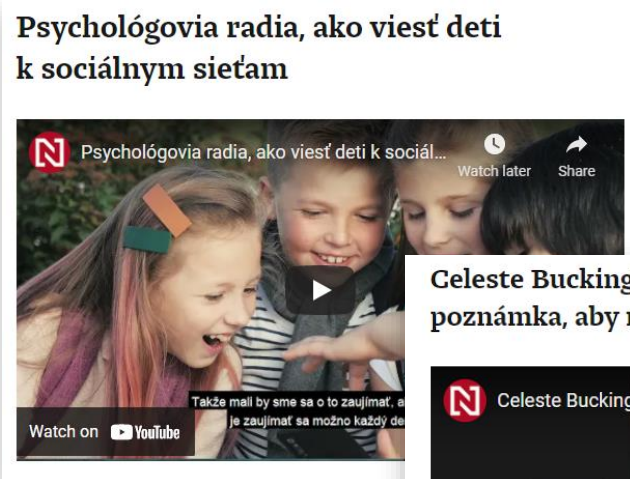 Psychológovia radia, ako viesť deti
k sociálnym sieťam
N Psychológovia radia, ako viesť deti k sociál...
Watch later
Share
Takže mali by sme sa o to zaujímať, a
je zaujímať sa možno každý de
Watch on YouTube
Celeste Bucking
poznámka, aby
N Celeste Bucking